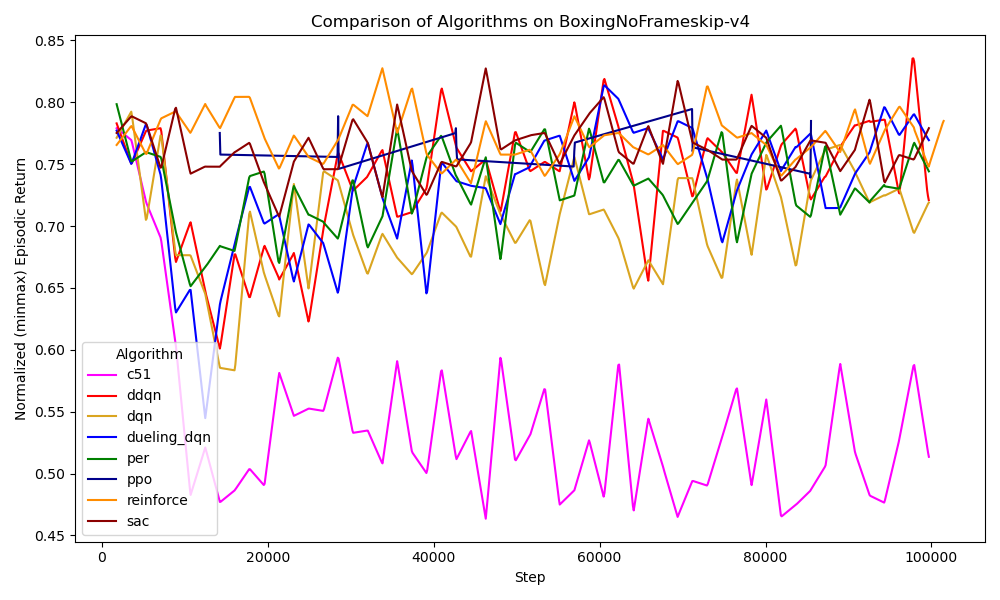 Comparison of Algorithms on BoxingNoFrameskip-v4
Normalized (minmax) Episodic Return
0.85
0.80
0.75
0.70
0.65
0.60
0.55
0.50
0.45
Algorithm
c51
ddqn
dqn
dueling_dqn
per
ppo
reinforce
sac
0
20000
40000
60000
80000
100000
Step